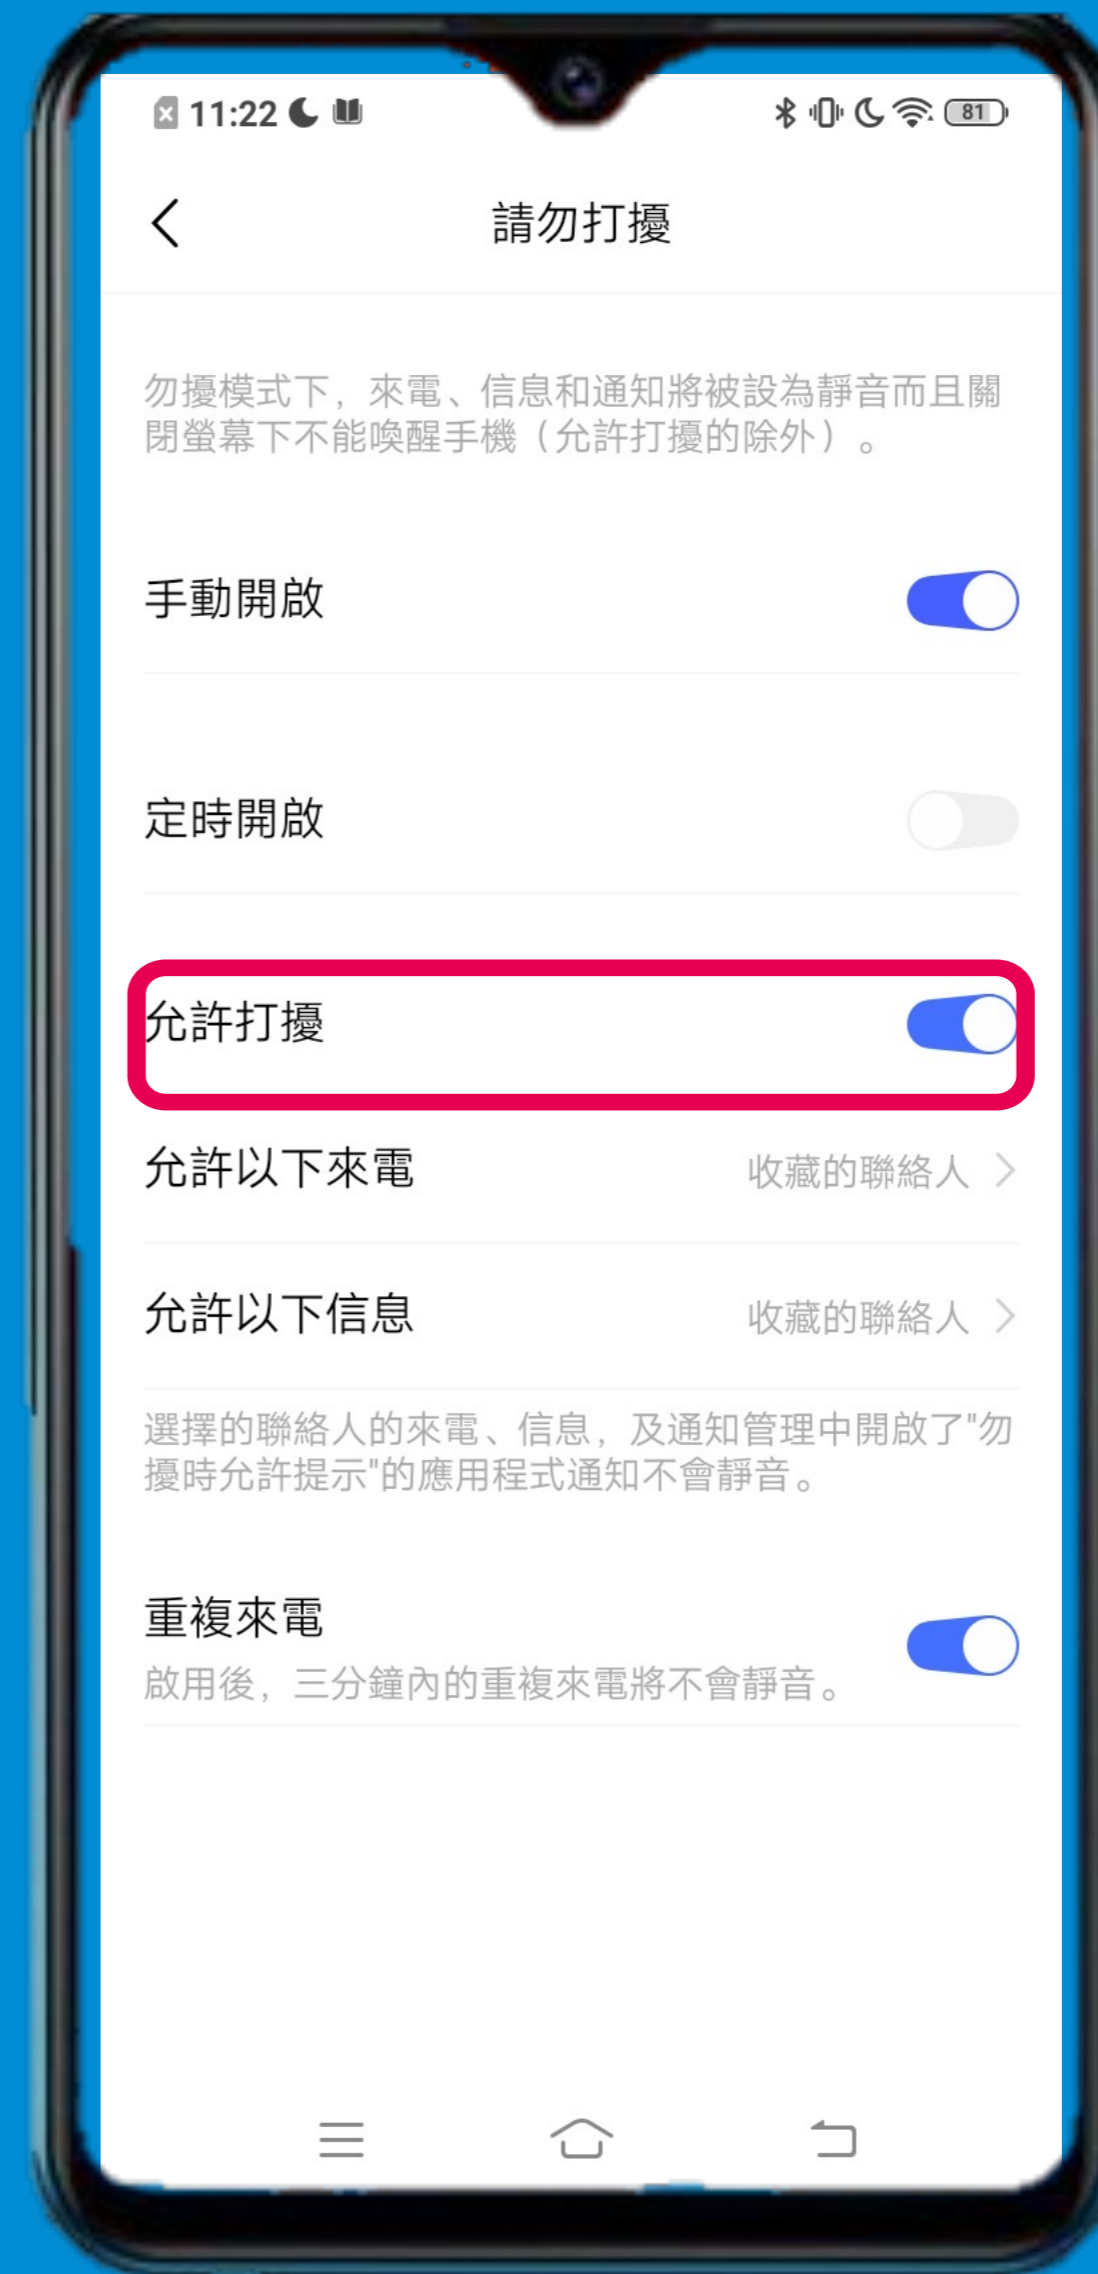 11:22
81
請勿打擾
勿擾模式下，來電、信息和通知將被設為靜音而且關
閉螢幕下不能喚醒手機（允許打擾的除外）。
手動開啟
定時開啟
允許打擾
允許以下來電 收藏的聯絡人
允許以下信息 收藏的聯絡人
選擇的聯絡人的來電、信息，及通知管理中開啟了"勿
擾時允許提示"的應用程式通知不會靜音。
重複來電
啟用後，三分鐘內的重複來電將不會靜音。